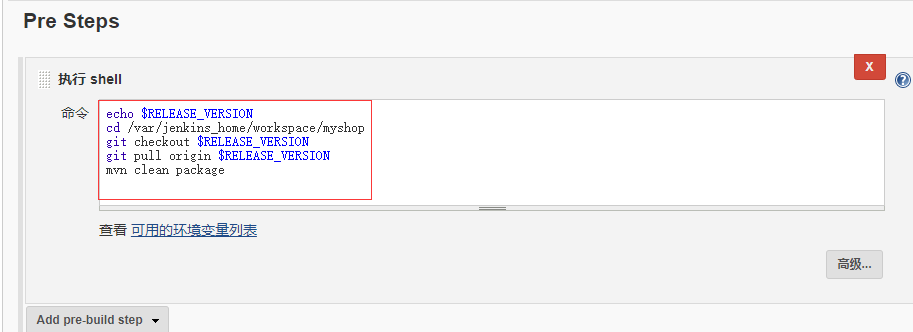 Pre Steps
X
执行 shell
命令
echo $RELEASE_VERSION
cd /var/jenkins_home/workspace/myshop
git checkout $RELEASE_VERSION
git pull origin $RELEASE_VERSION
mvn clean package
查看 可用的环境变量列表
高级...
Add pre-build step